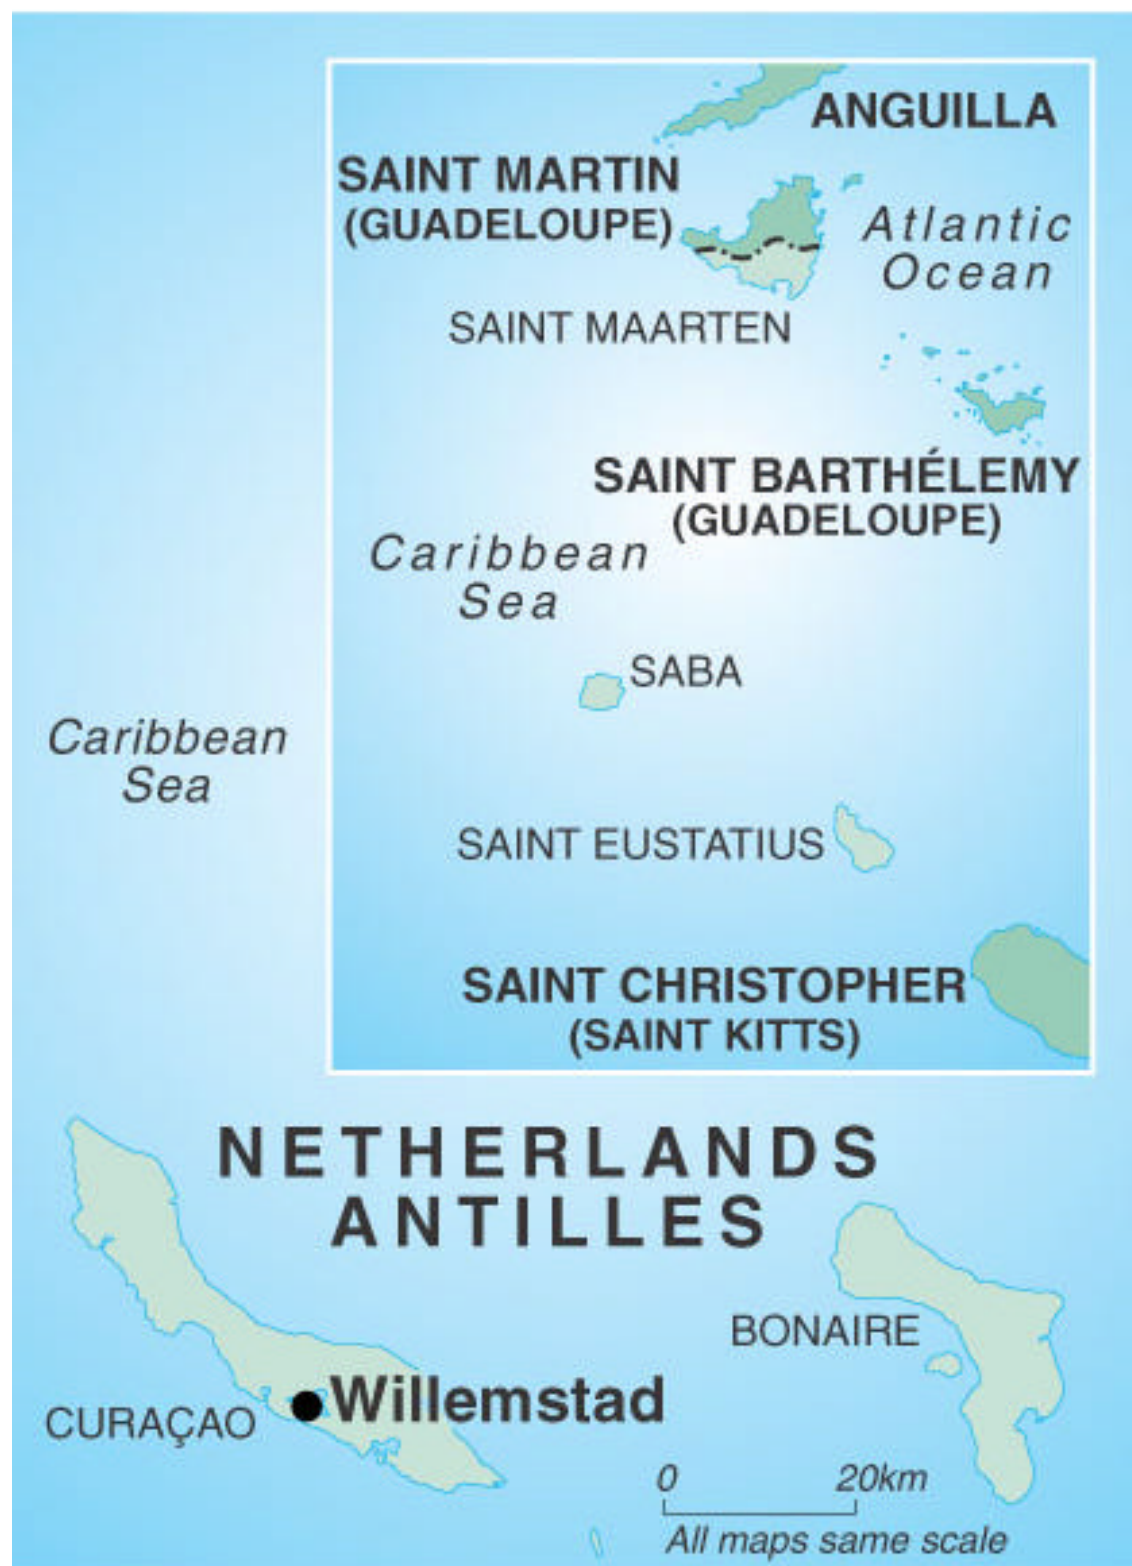 ANGUILLA
SAINT MARTIN
(GUADELOUPE)
Atlantic
Ocean
SAINT MAARTEN
SAINT BARTHÉLEMY
(GUADELOUPE)
Caribbean
Sea
SABA
Caribbean
Sea
SAINT EUSTATIUS
SAINT CHRISTOPHER
(SAINT KITTS)
NETHERLANDS
ANTILLES
BONAIRE
Willemstad
CURAÇAO
0 20km
All maps same scale